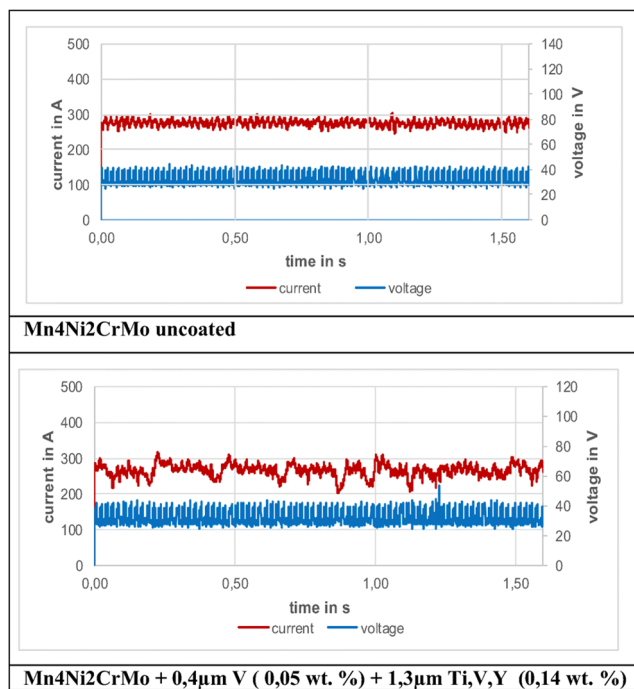 500 140
400 120
300 100
200 80
100 60
0 40
20
0
current in A
voltage in V
0,00 0,50 1,00 1,50
time in s
current voltage
Mn4Ni2CrMo uncoated
500 120
400 100
300 80
200 60
100 40
0 20
0
current in A
voltage in V
0,00 0,50 1,00 1,50
time in s
current voltage
Mn4Ni2CrMo + 0,4µm V ( 0,05 wt. %) + 1,3µm Ti,V,Y (0,14 wt. %)